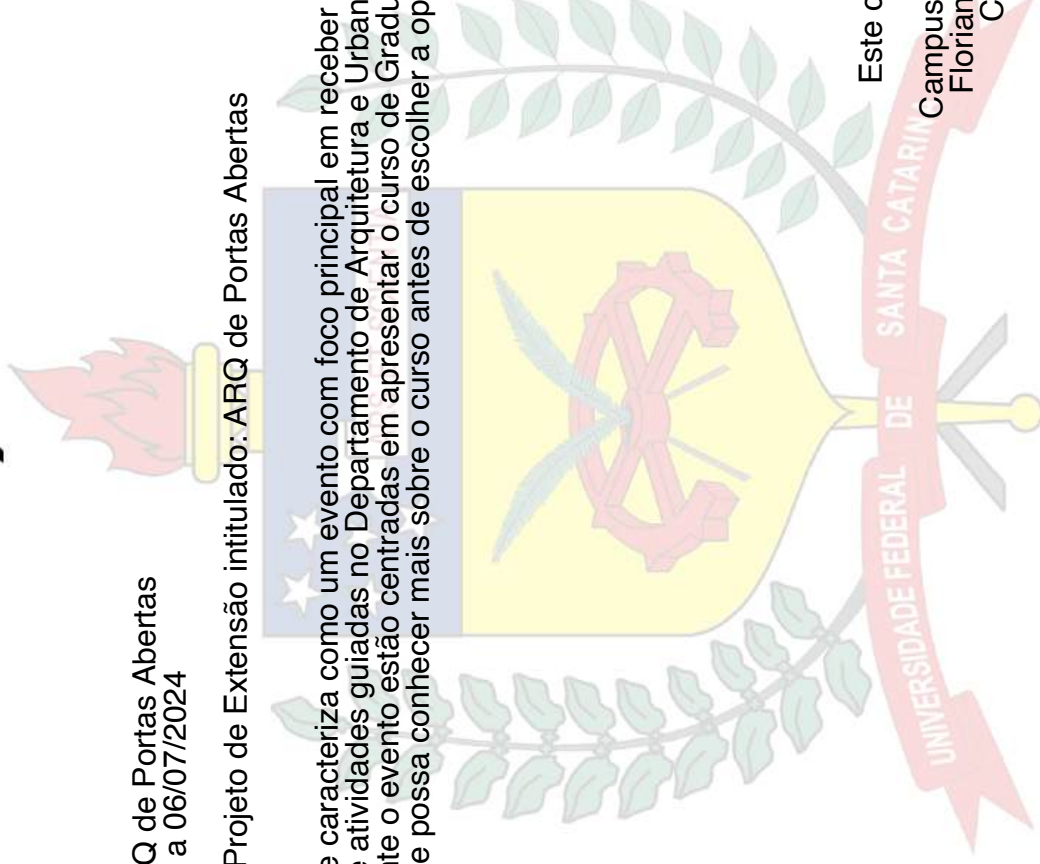 Q de Portas Abertas
a 06/07/2024
Projeto de Extensão intitulado: ARQ de Portas Abertas
e caracteriza como um evento com foco principal em receber
e atividades guiadas no Departamento de Arquitetura e Urban
nte o evento estão centradas em apresentar o curso de Gradu
e possa conhecer mais sobre o curso antes de escolher a op
Este d
Campus
Florian
C
UNIVERSIDADE FEDERAL DE SANTA CATARIN